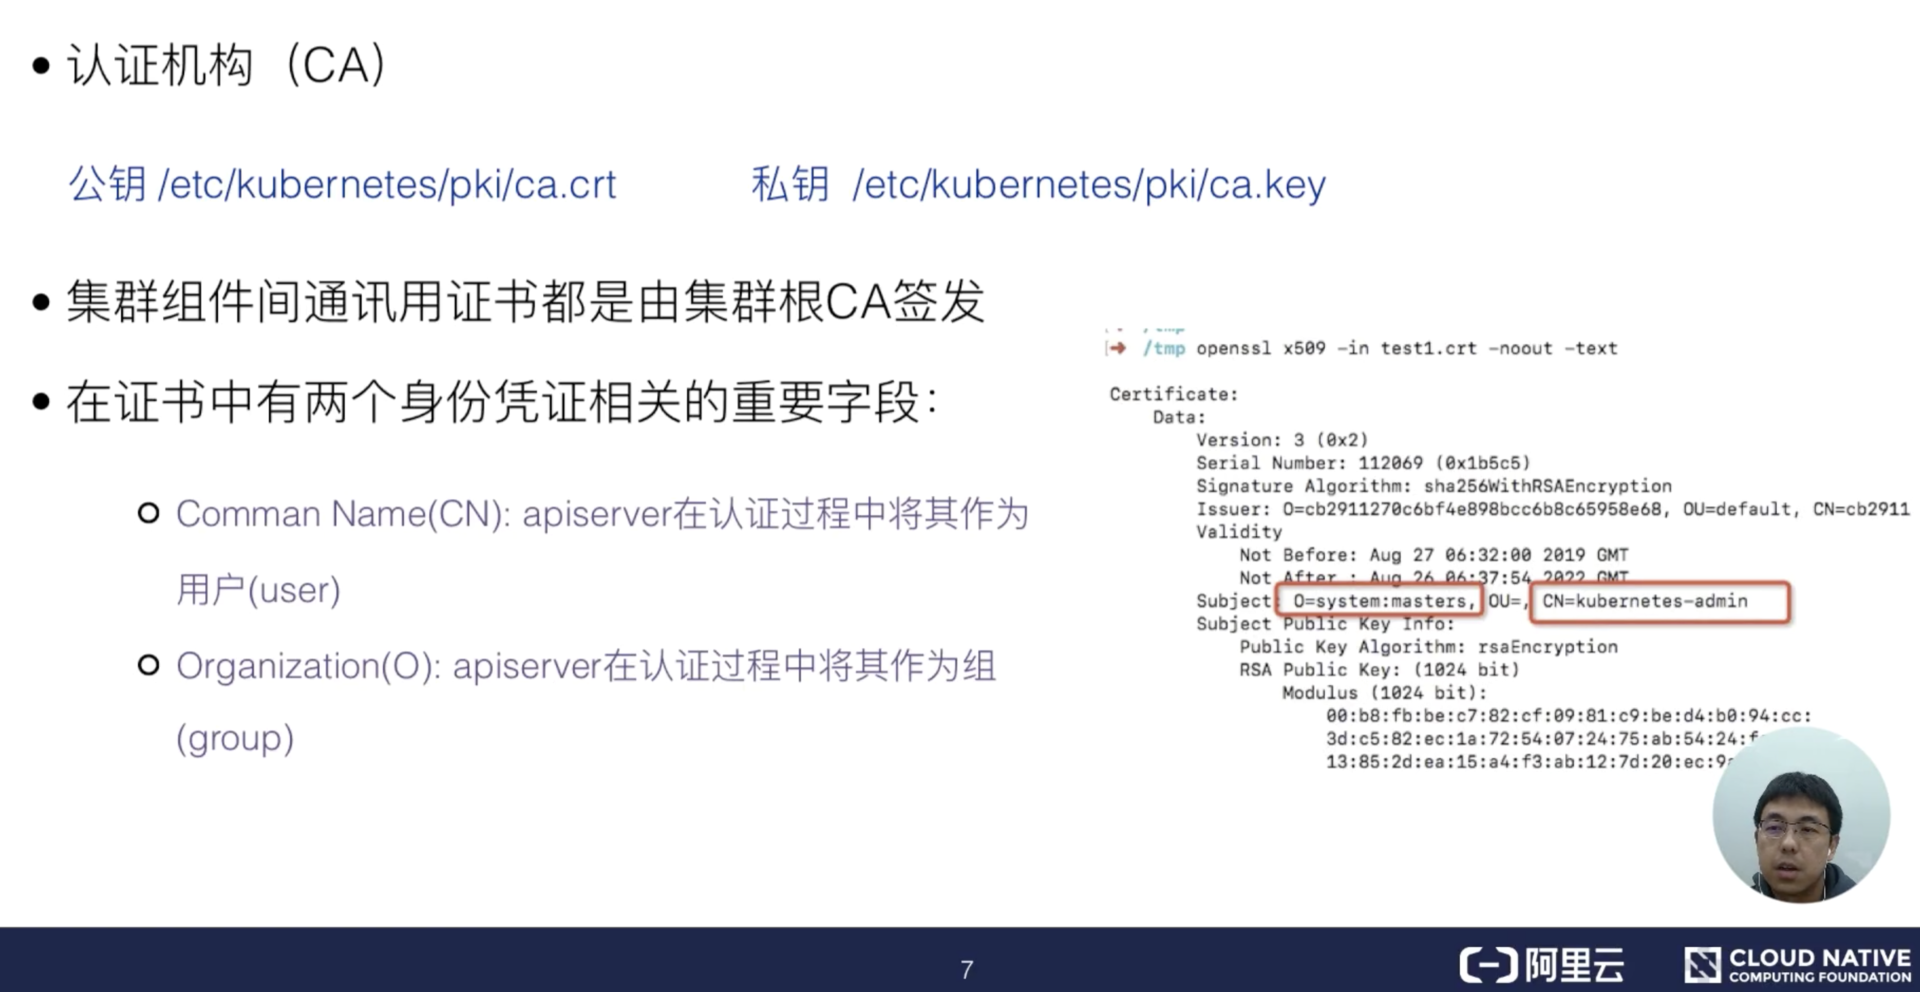 • 认证机构（CA）
公钥 /etc/kubernetes/pki/ca.crt 私钥 /etc/kubernetes/pki/ca.key
• 集群组件间通讯用证书都是由集群根CA签发
• 在证书中有两个身份凭证相关的重要字段：
Comman Name(CN): apiserver在认证过程中将其作为
用户(user)
Organization(O): apiserver在认证过程中将其作为组
(group)
/tmp
➜ /tmp openssl x509 -in test1.crt -noout -text
Certificate:
Data:
Version: 3 (0x2)
Serial Number: 112069 (0x1b5c5)
Signature Algorithm: sha256WithRSAEncryption
Issuer: O=cb2911270c6bf4e898bcc6b8c65958e68, OU=default, CN=cb2911
Validity
Not Before: Aug 27 06:32:00 2019 GMT
Not After : Aug 26 06:37:54 2022 GMT
Subject: O=system:masters, OU=, CN=kubernetes-admin
Subject Public Key Info:
Public Key Algorithm: rsaEncryption
RSA Public Key: (1024 bit)
Modulus (1024 bit):
00:b8:fb:be:c7:82:cf:09:81:c9:be:d4:b0:94:cc:
3d:c5:82:ec:1a:72:54:07:24:75:ab:54:24:
13:85:2d:ea:15:a4:f3:ab:12:7d:20:ec:
7
阿里云
CLOUD NATIVE
COMPUTING FOUNDATION